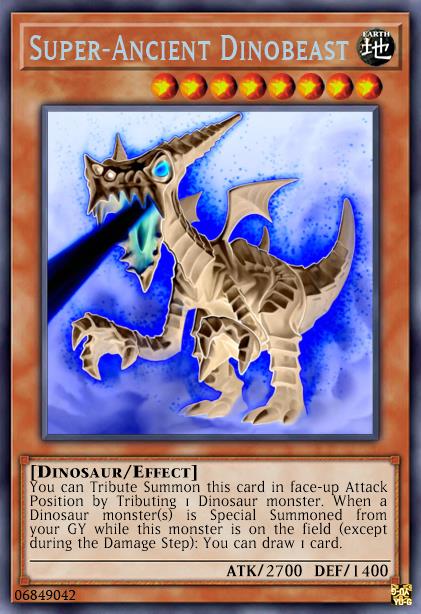 Super-Ancient Dinobeast
EARTH
地
[Dinosaur/Effect]
You can Tribute Summon this card in face-up Attack
Position by Tributing 1 Dinosaur monster. When a
Dinosaur monster(s) is Special Summoned from
your GY while this monster is on the field (except
during the Damage Step): You can draw 1 card.
ATK/2700 DEF/1400
06849042